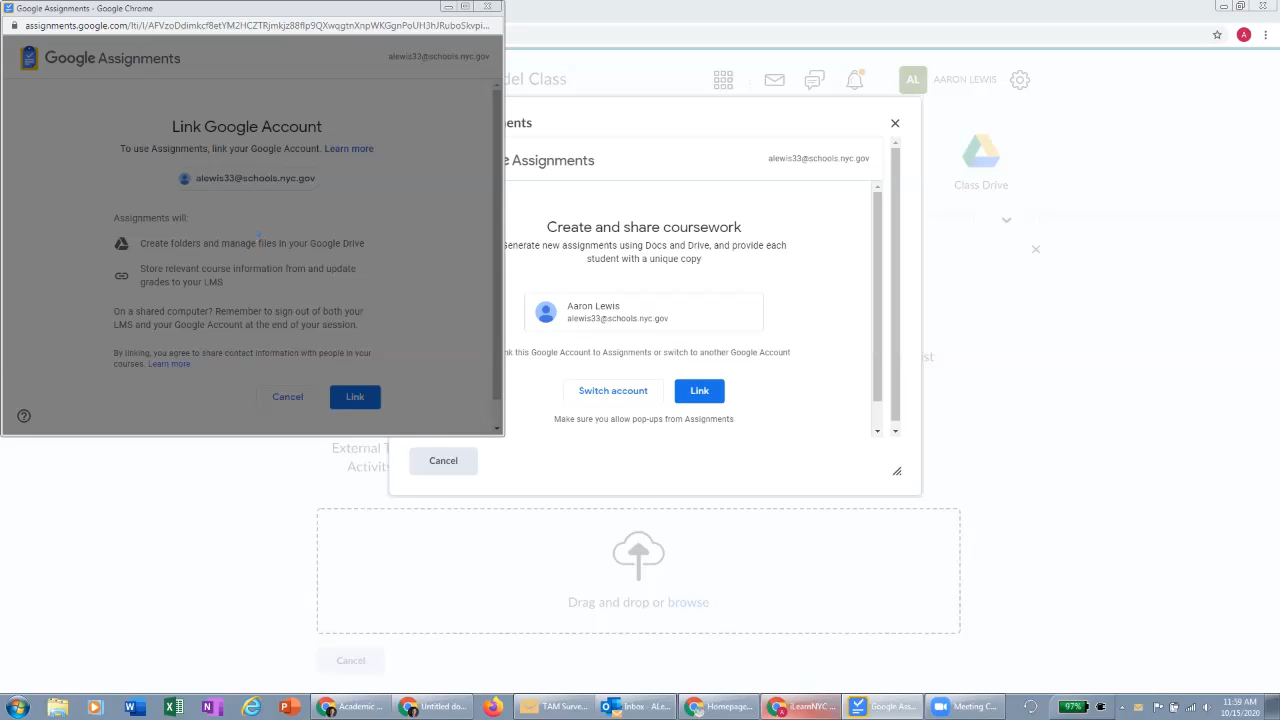 Google Assignments - Google Chrome
assignments.google.com/lti/l/AFVzoDdimkcf8etYM2HCZTRjmkjz88flp9QXwqgtnXnpWKGgnPoUH3hJRuboSkvpi...
Google Assignments
alewis33@schools.nyc.gov
Link Google Account
To use Assignments, link your Google Account. Learn more
alewis33@schools.nyc.gov
Assignments will:
Create folders and manage files in your Google Drive
Store relevant course information from and update
grades to your LMS
On a shared computer? Remember to sign out of both your
LMS and your Google Account at the end of your session.
By linking, you agree to share contact information with people in your
courses. Learn more
Cancel
Link
del Class
AL
AARON LEWIS
A
Class Drive
ents
Assignments
alewis33@schools.nyc.gov
Create and share coursework
Generate new assignments using Docs and Drive, and provide each
student with a unique copy
Aaron Lewis
alewis33@schools.nyc.gov
nk this Google Account to Assignments or switch to another Google Account
Switch account
Link
Make sure you allow pop-ups from Assignments
Cancel
ist
External T
Activity
Drag and drop or browse
Cancel
Academic ...
Untitled do...
TAM Surve...
Inbox - ALe...
Homepage...
iLearnNYC ...
Google Ass...
Meeting C...
97%
11:39 AM
10/15/2020